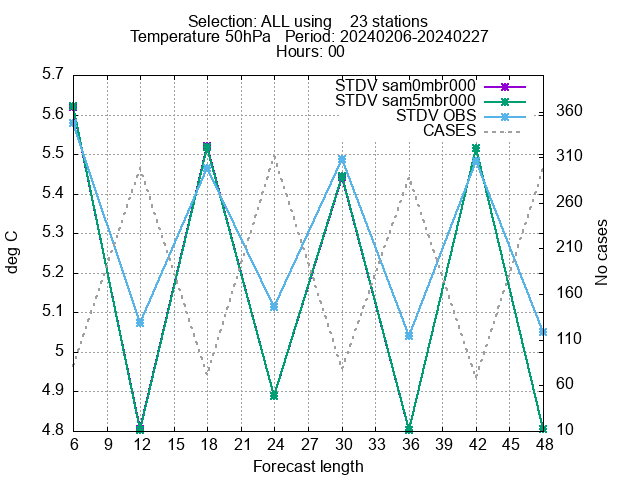 Selection: ALL using    23 stations
Temperature 50hPa   Period: 20240206-20240227
Hours: 00
STDV sam0mbr000
STDV sam5mbr000
STDV OBS
CASES
deg C
5.7
5.6
5.5
5.4
5.3
5.2
5.1
5
4.9
4.8
No cases
360
310
260
210
160
110
60
10
6 9 12 15 18 21 24 27 30 33 36 39 42 45 48
Forecast length